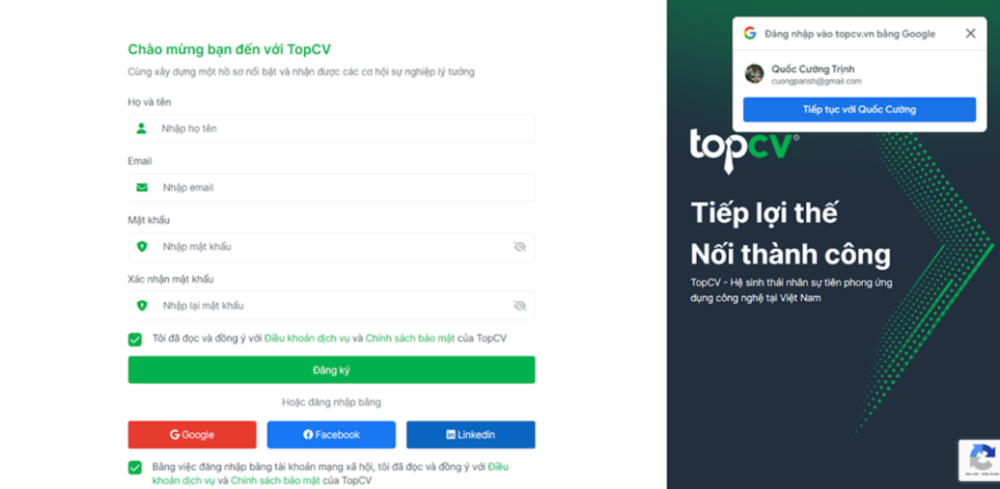 Chào mừng bạn đến với TopCV
Cùng xây dựng một hồ sơ nổi bật và nhận được các cơ hội sự nghiệp lý tưởng
Họ và tên
Nhập họ tên
Email
Nhập email
Mật khẩu
Nhập mật khẩu
Xác nhận mật khẩu
Nhập lại mật khẩu
Tôi đã đọc và đồng ý với Điều khoản dịch vụ và Chính sách bảo mật của TopCV
Đăng ký
Hoặc đăng nhập bằng
Google
Facebook
Linkedin
Bằng việc đăng nhập bằng tài khoản mạng xã hội, tôi đã đọc và đồng ý với Điều
khoản dịch vụ và Chính sách bảo mật của TopCV
Đăng nhập vào topcv.vn bằng Google
Quốc Cường Trịnh
cuongparish@gmail.com
Tiếp tục với Quốc Cường
topcv
Tiếp lợi thế
Nối thành công
TopCV - Hệ sinh thái nhân sự tiên phong ứng
dụng công nghệ tại Việt Nam